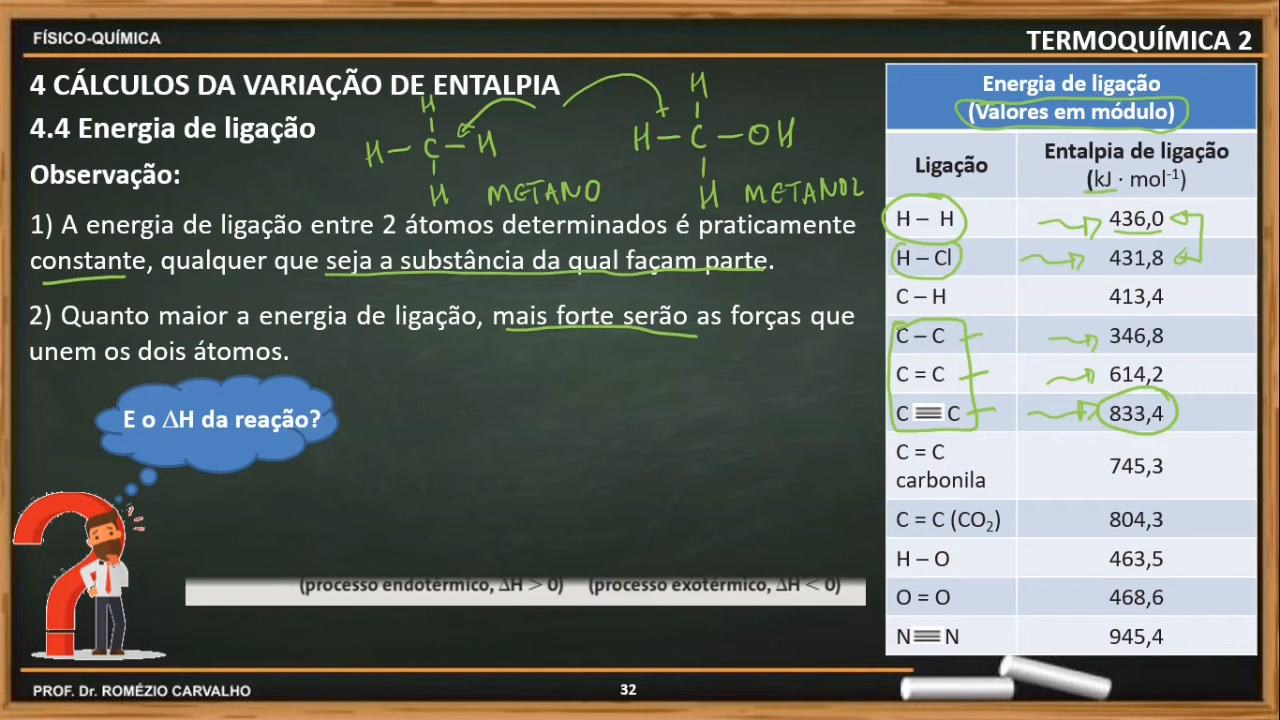 FÍSICO-QUÍMICA
TERMOQUÍMICA 2
4 CÁLCULOS DA VARIAÇÃO DE ENTALPIA
4.4 Energia de ligação
Observação:
H
H – C – H
H
METANO
H
H – C – OH
H
METANOL
1) A energia de ligação entre 2 átomos determinados é praticamente
constante, qualquer que seja a substância da qual façam parte.
2) Quanto maior a energia de ligação, mais forte serão as forças que
unem os dois átomos.
E o ΔH da reação?
(processo endotérmico, ΔH > 0) (processo exotérmico, ΔH < 0)
Energia de ligação
(Valores em módulo)
Ligação
Entalpia de ligação
(kJ · mol⁻¹)
H – H 436,0
H – Cl 431,8
C – H 413,4
C – C 346,8
C = C 614,2
C ≡ C 833,4
C = C
carbonila
745,3
C = C (CO₂) 804,3
H – O 463,5
O = O 468,6
N ≡ N 945,4
PROF. Dr. ROMÉZIO CARVALHO
32